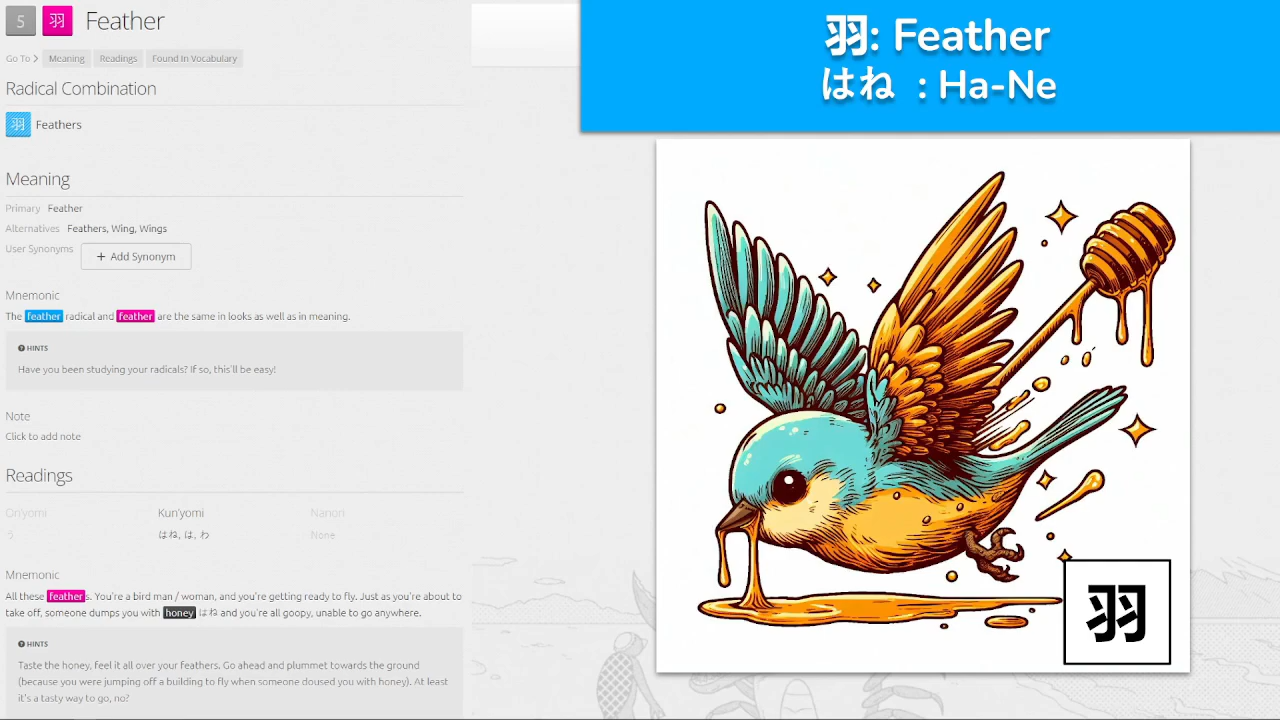 5 羽 Feather
Go To Meaning Readings Found In Vocabulary
Radical Combination
羽 Feathers
Meaning
Primary Feather
Alternatives Feathers, Wing, Wings
User Synonyms + Add Synonym
Mnemonic
The feather radical and feather are the same in looks as well as in meaning.
HINTS
Have you been studying your radicals? If so, this'll be easy!
Note
Click to add note
Readings
On'yomi Kun'yomi Nanori
う はね, は, わ None
Mnemonic
All these feathers. You're a bird man / woman, and you're getting ready to fly. Just as you're about to
take off, someone dumps you with honey はね and you're all goopy, unable to go anywhere.
HINTS
Taste the honey, feel it all over your feathers. Go ahead and plummet towards the ground
(because you were jumping off a building to fly when someone doused you with honey). At least
it's a tasty way to go, no?
羽: Feather
はね : Ha-Ne
羽